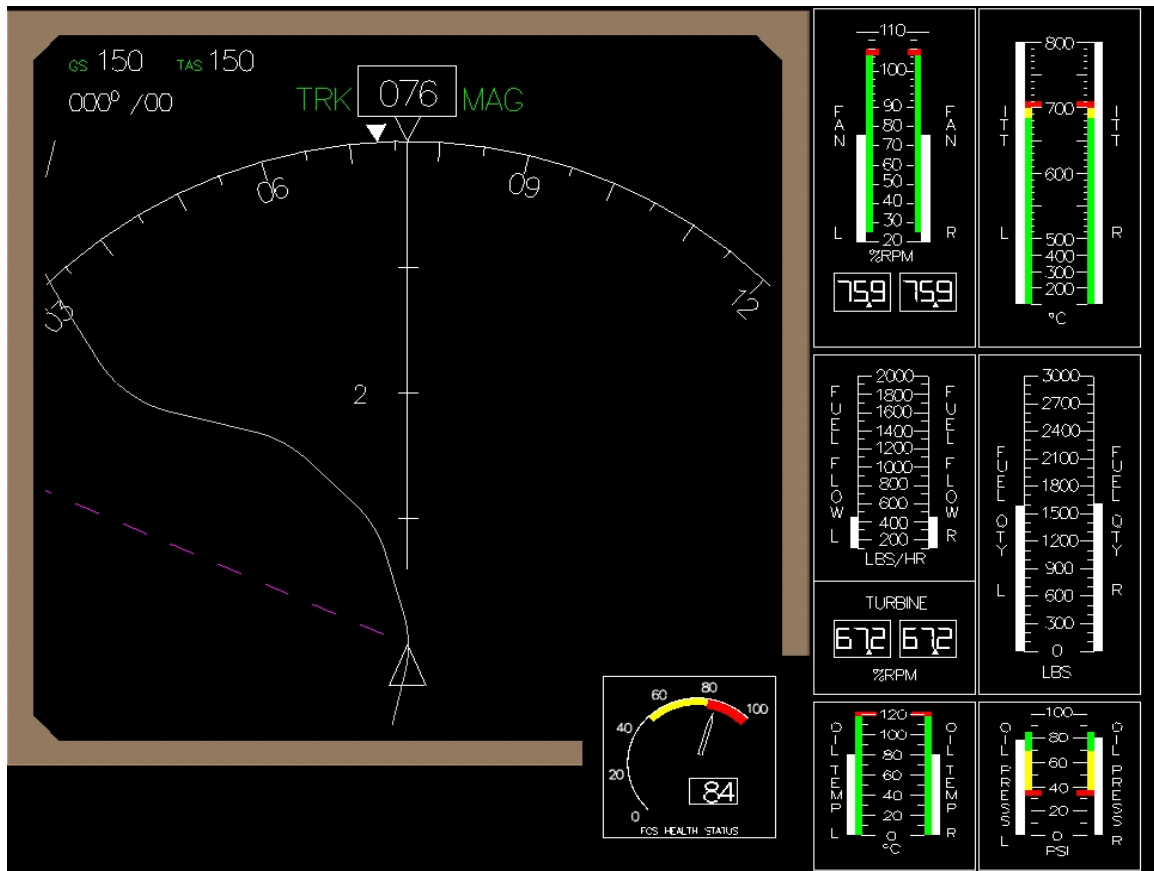 GS 150 TAS 150
000⁰ /00
TRK 076 MAG
03
06
09
12
2
60
80
100
40
20
0
84
FCS HEALTH STATUS
110
100
90
80
70
60
50
40
30
20
FAN L
FAN R
%RPM
75.9 75.9
800
700
600
500
400
300
200
ITT L
ITT R
°C
2000
1800
1600
1400
1200
1000
800
600
400
200
FUEL FLOW L
FUEL FLOW R
LBS/HR
TURBINE
67.2 67.2
%RPM
3000
2700
2400
2100
1800
1500
1200
900
600
300
0
FUEL QTY L
FUEL QTY R
LBS
120
100
80
60
40
20
0
OIL TEMP L
OIL TEMP R
°C
100
80
60
40
20
0
OIL PRESS L
OIL PRESS R
PSI